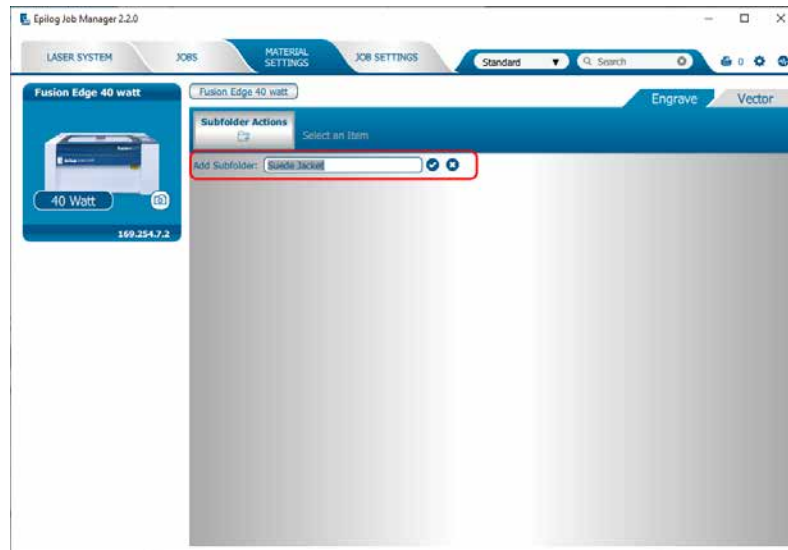 Epilog Job Manager 2.2.0
LASER SYSTEM
JOBS
MATERIAL
SETTINGS
JOB SETTINGS
Standard
Search
0
Fusion Edge 40 watt
Fusion Edge 40 watt
Engrave
Vector
Subfolder Actions
Select an Item
Add Subfolder:
Suede Jacket
40 Watt
169.254.7.2